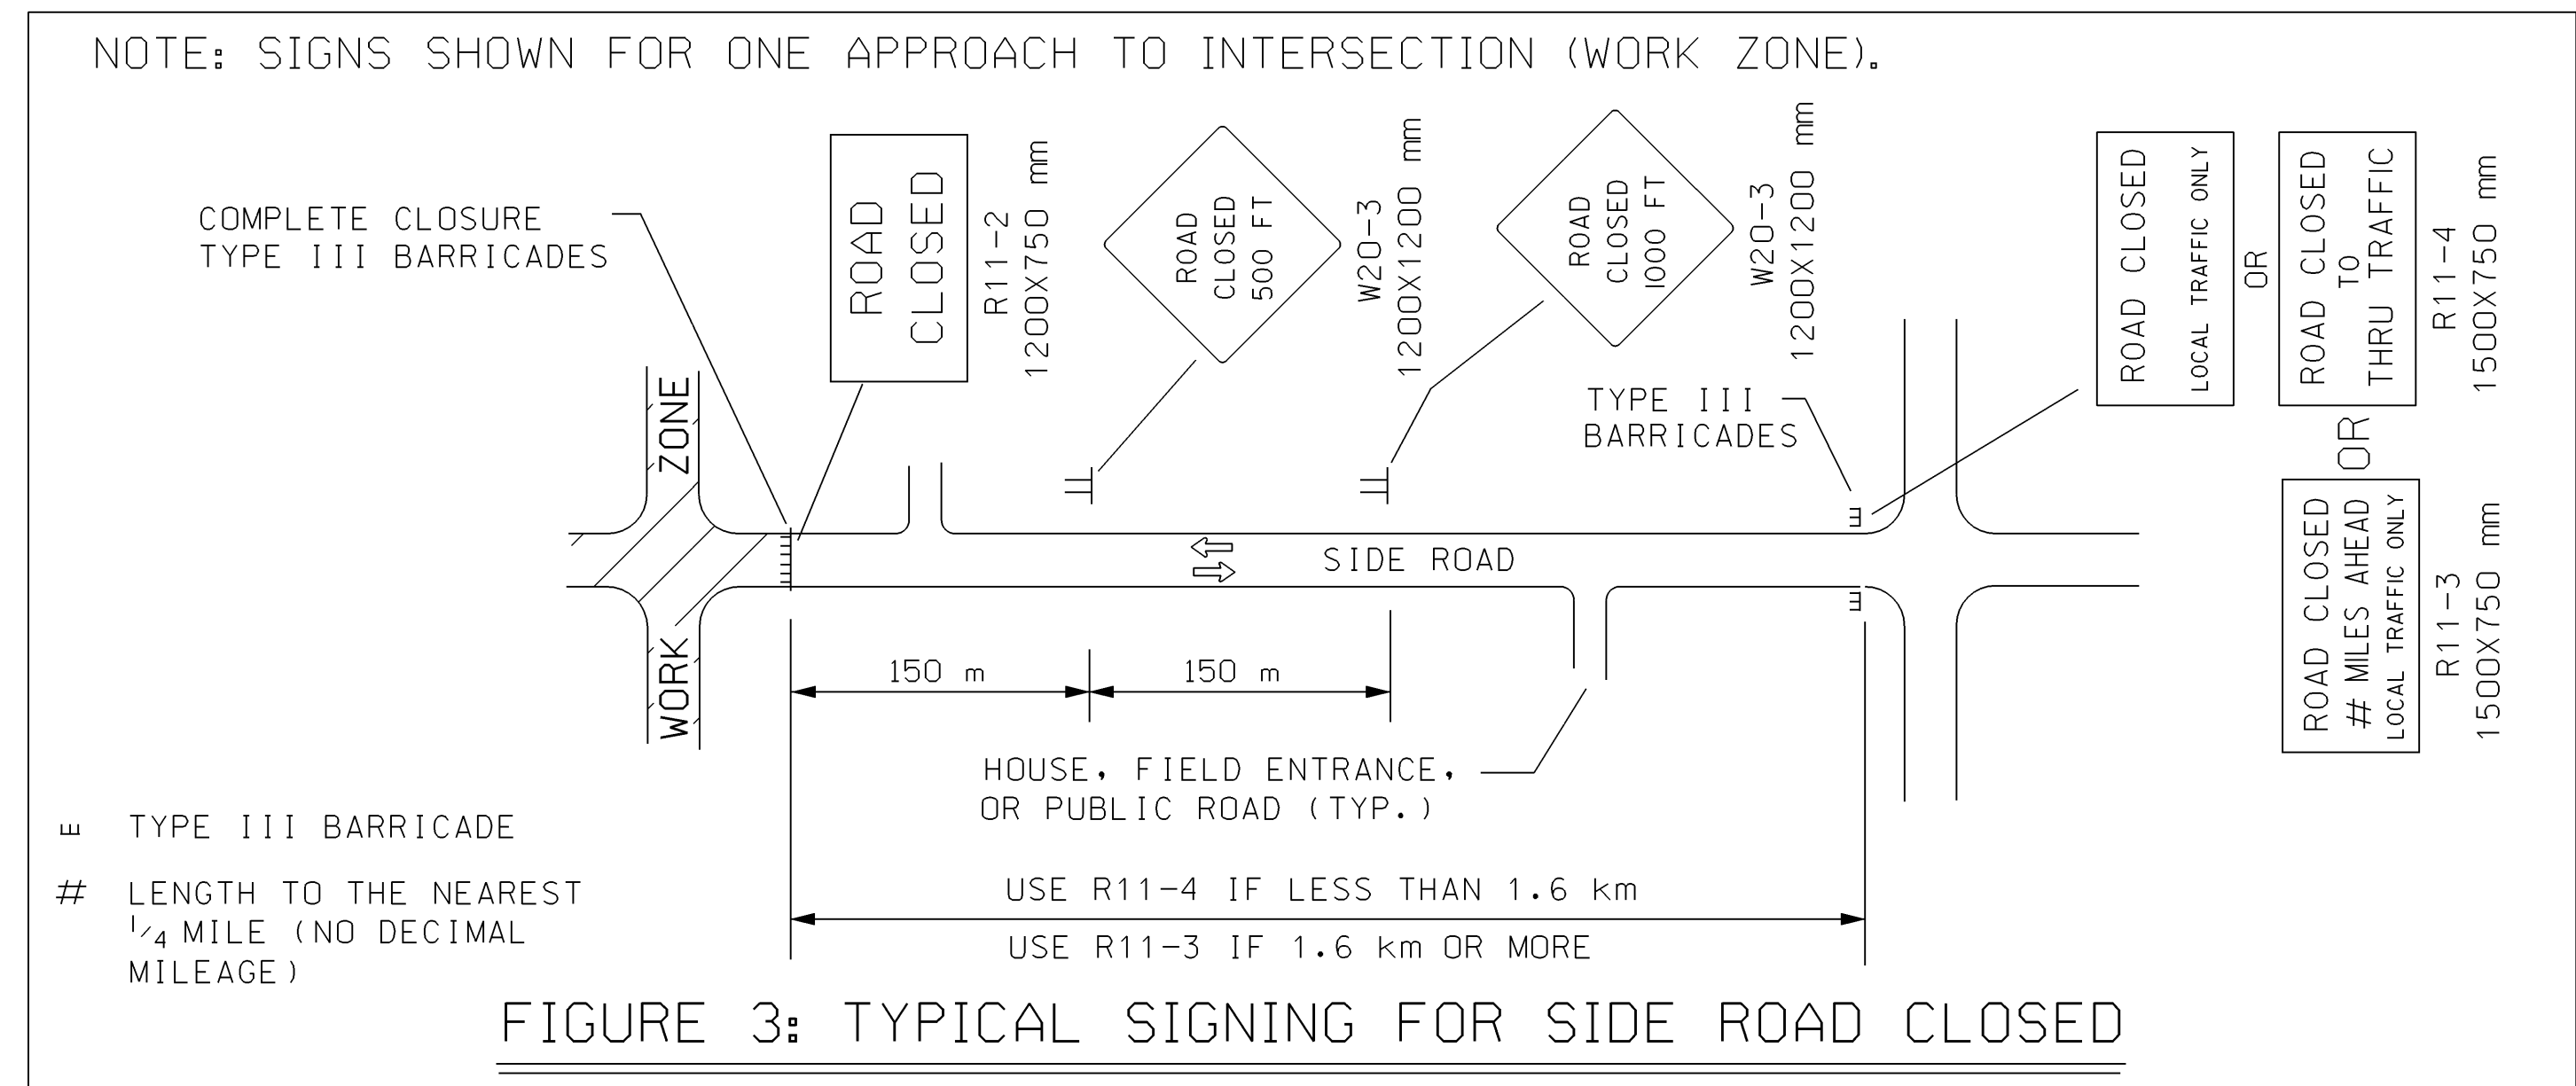 NOTE: SIGNS SHOWN FOR ONE APPROACH TO INTERSECTION (WORK ZONE).
COMPLETE CLOSURE
TYPE III BARRICADES
ROAD
CLOSED
R11-2
1200X750 mm
ROAD
CLOSED
500 FT
W20-3
1200X1200 mm
ROAD
CLOSED
1000 FT
W20-3
1200X1200 mm
TYPE III
BARRICADES
ROAD CLOSED
LOCAL TRAFFIC ONLY
OR
ROAD CLOSED
TO
THRU TRAFFIC
R11-4
1500X750 mm
OR
ROAD CLOSED
# MILES AHEAD
LOCAL TRAFFIC ONLY
R11-3
1500X750 mm
WORK ZONE
SIDE ROAD
150 m
150 m
HOUSE, FIELD ENTRANCE,
OR PUBLIC ROAD (TYP.)
E TYPE III BARRICADE
# LENGTH TO THE NEAREST
1/4 MILE (NO DECIMAL
MILEAGE)
USE R11-4 IF LESS THAN 1.6 km
USE R11-3 IF 1.6 km OR MORE
FIGURE 3: TYPICAL SIGNING FOR SIDE ROAD CLOSED